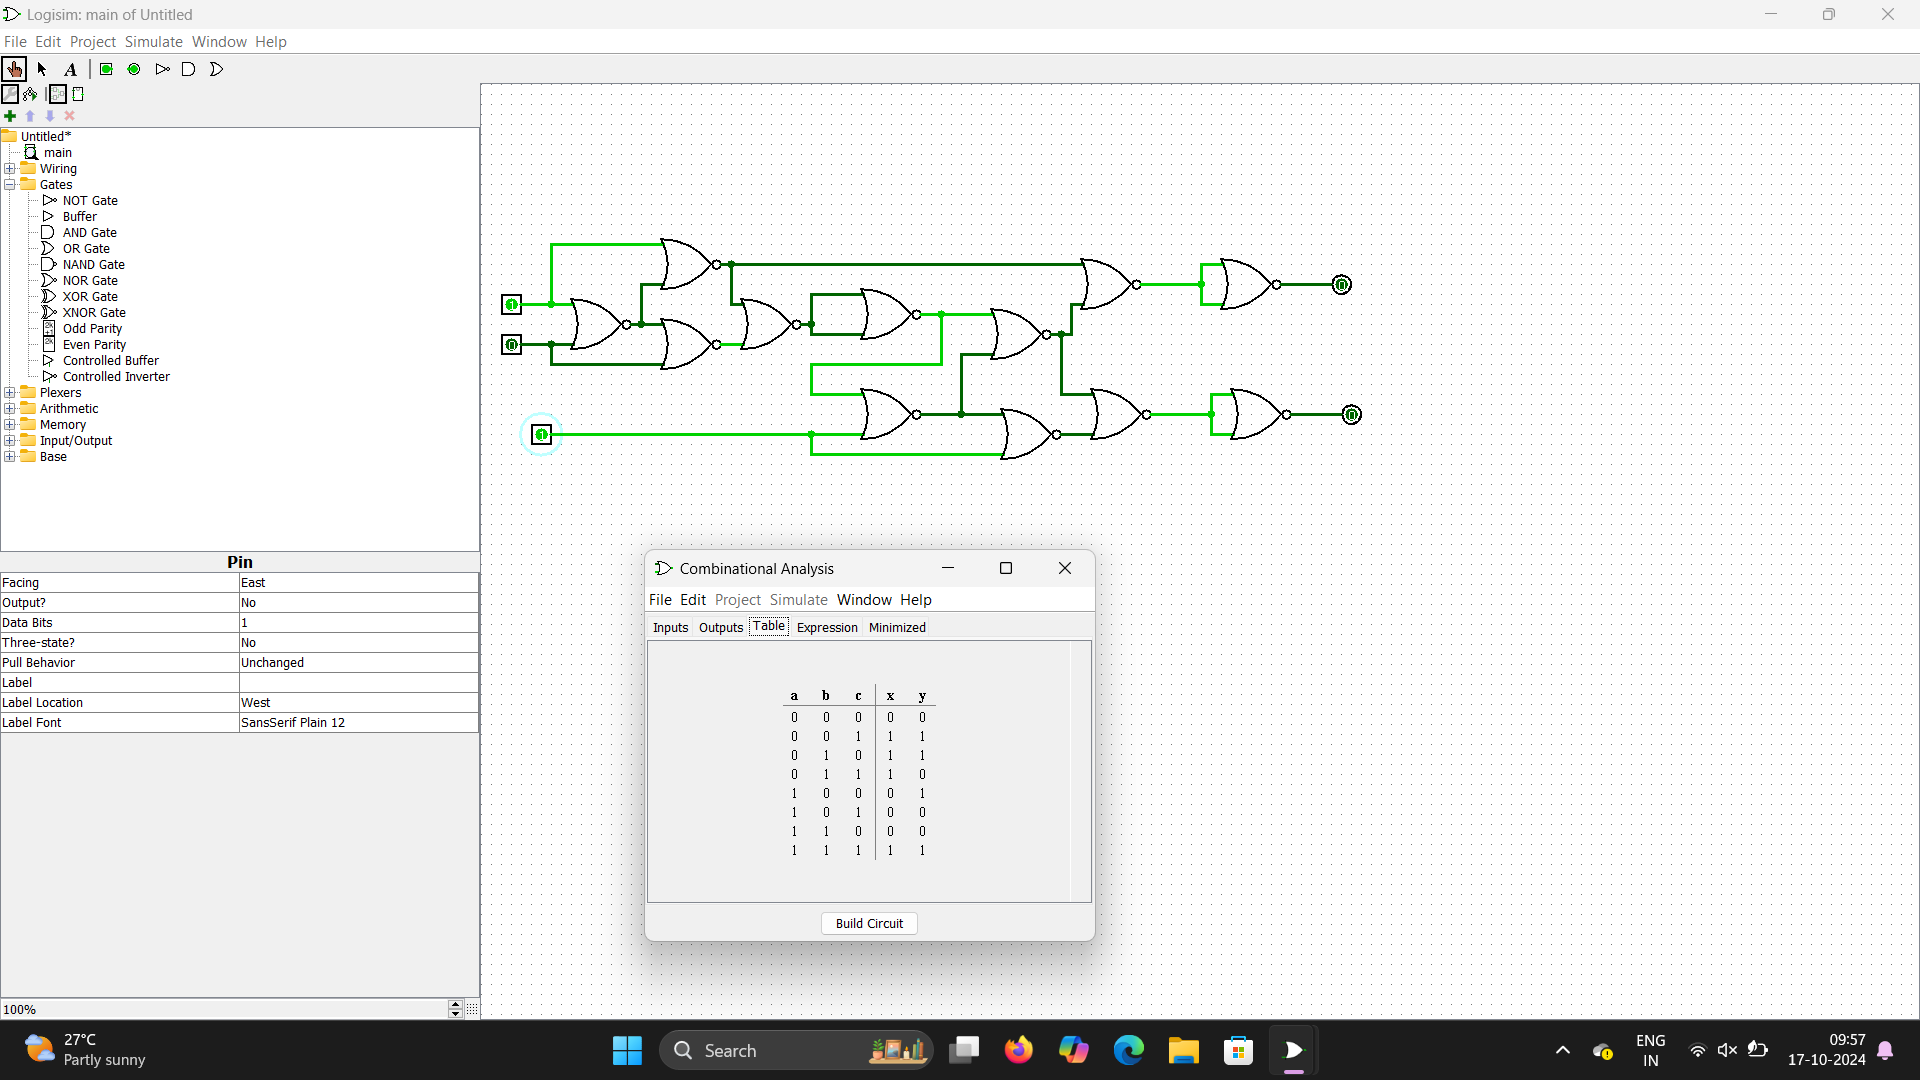 Logisim: main of Untitled
File Edit Project Simulate Window Help
A
Untitled*
main
Wiring
Gates
NOT Gate
Buffer
AND Gate
OR Gate
NAND Gate
NOR Gate
XOR Gate
XNOR Gate
Odd Parity
Even Parity
Controlled Buffer
Controlled Inverter
Plexers
Arithmetic
Memory
Input/Output
Base
Pin
Facing East
Output? No
Data Bits 1
Three-state? No
Pull Behavior Unchanged
Label
Label Location West
Label Font SansSerif Plain 12
100%
1
0
1
0
0
Combinational Analysis
File Edit Project Simulate Window Help
Inputs Outputs Table Expression Minimized
a b c x y
0 0 0 0 0
0 0 1 1 1
0 1 0 1 1
0 1 1 1 0
1 0 0 0 1
1 0 1 0 0
1 1 0 0 0
1 1 1 1 1
Build Circuit
27°C
Partly sunny
Search
ENG
IN
09:57
17-10-2024